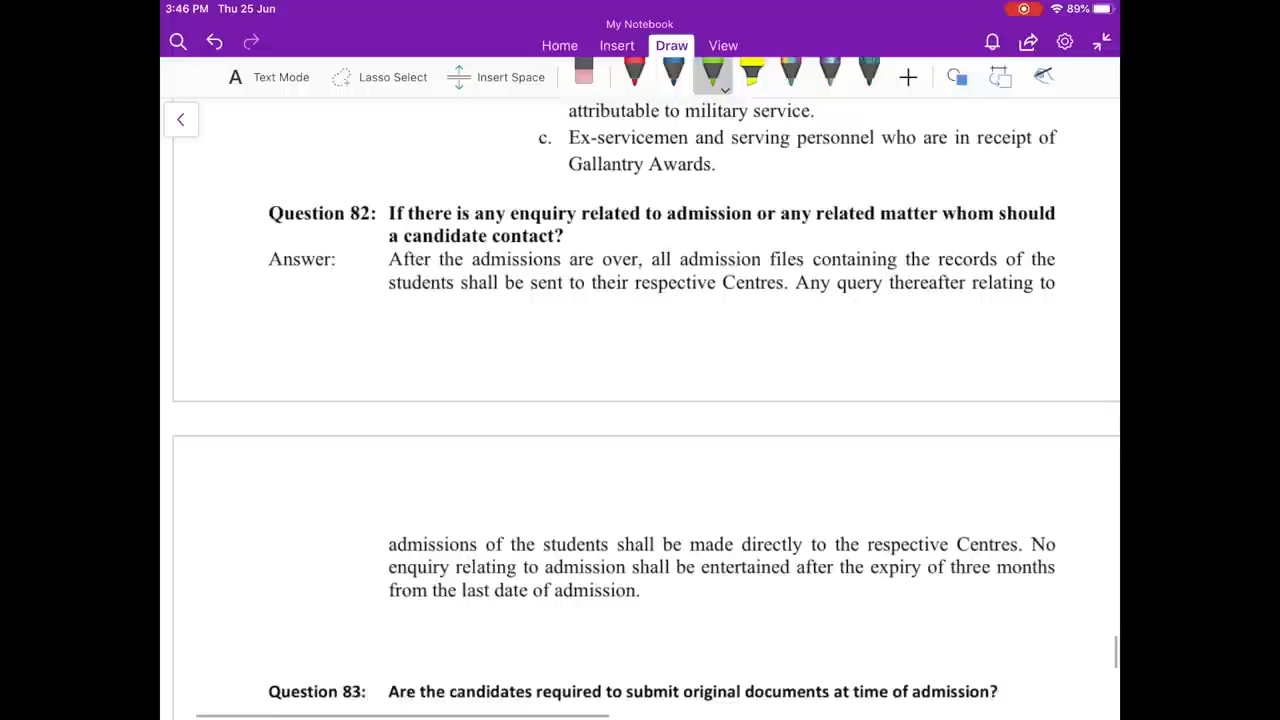 3:46 PM Thu 25 Jun
89%
My Notebook
Home Insert Draw View
A Text Mode Lasso Select Insert Space
attributable to military service.
c. Ex-servicemen and serving personnel who are in receipt of
Gallantry Awards.
Question 82: If there is any enquiry related to admission or any related matter whom should
a candidate contact?
Answer: After the admissions are over, all admission files containing the records of the
students shall be sent to their respective Centres. Any query thereafter relating to
admissions of the students shall be made directly to the respective Centres. No
enquiry relating to admission shall be entertained after the expiry of three months
from the last date of admission.
Question 83: Are the candidates required to submit original documents at time of admission?